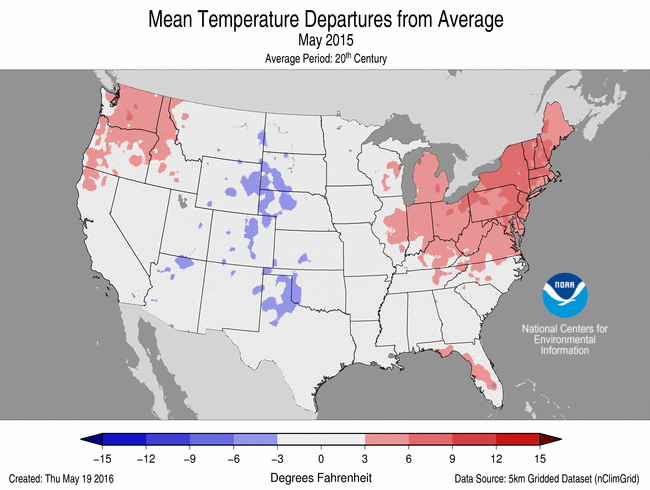 Mean Temperature Departures from Average
May 2015
Average Period: 20th Century
NOAA
National Centers for
Environmental
Information
−15 −12 −9 −6 −3 0 3 6 9 12 15
Created: Thu May 19 2016
Degrees Fahrenheit
Data Source: 5km Gridded Dataset (nClimGrid)